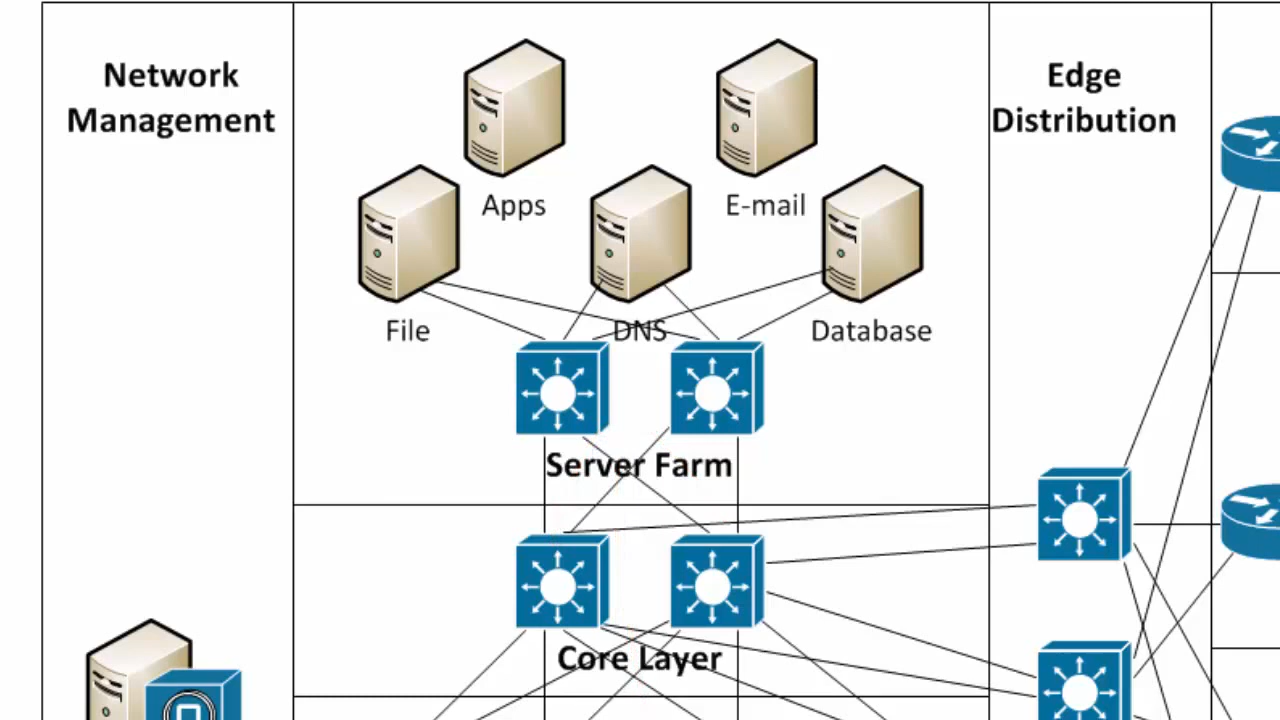 Network
Management
Apps
E-mail
File
DNS
Database
Server Farm
Core Layer
Edge
Distribution